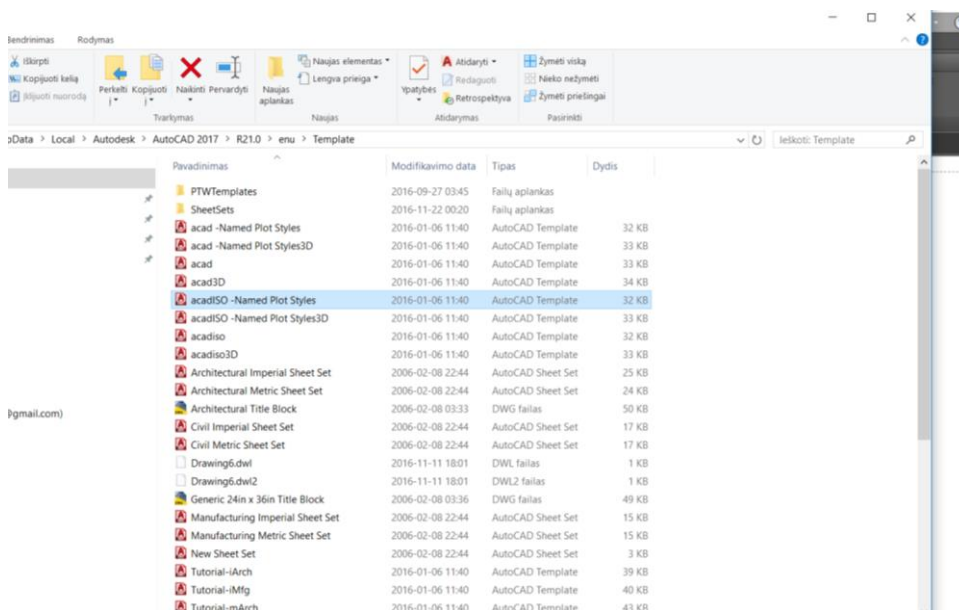 Bendrinimas Rodymas
Iškirpti
Kopijuoti kelią
Įklijuoti nuorodą
Perkelti į
Kopijuoti į
Naikinti
Pervardyti
Tvarkymas
Naujas aplankas
Naujas elementas
Lengva prieiga
Naujas
Ypatybės
Atidaryti
Redaguoti
Retrospektyva
Atidarymas
Žymėti viską
Nieko nežymėti
Žymėti priešingai
Pasirinkti
pData > Local > Autodesk > AutoCAD 2017 > R21.0 > enu > Template
Ieškoti: Template
Pavadinimas Modifikavimo data Tipas Dydis
PTWTemplates 2016-09-27 03:45 Failų aplankas
SheetSets 2016-11-22 00:20 Failų aplankas
acad -Named Plot Styles 2016-01-06 11:40 AutoCAD Template 32 KB
acad -Named Plot Styles3D 2016-01-06 11:40 AutoCAD Template 33 KB
acad 2016-01-06 11:40 AutoCAD Template 33 KB
acad3D 2016-01-06 11:40 AutoCAD Template 34 KB
acadISO -Named Plot Styles 2016-01-06 11:40 AutoCAD Template 32 KB
acadISO -Named Plot Styles3D 2016-01-06 11:40 AutoCAD Template 33 KB
acadiso 2016-01-06 11:40 AutoCAD Template 32 KB
acadiso3D 2016-01-06 11:40 AutoCAD Template 33 KB
Architectural Imperial Sheet Set 2006-02-08 22:44 AutoCAD Sheet Set 25 KB
Architectural Metric Sheet Set 2006-02-08 22:44 AutoCAD Sheet Set 24 KB
Architectural Title Block 2006-02-08 03:33 DWG failas 50 KB
@gmail.com)
Civil Imperial Sheet Set 2006-02-08 22:44 AutoCAD Sheet Set 17 KB
Civil Metric Sheet Set 2006-02-08 22:44 AutoCAD Sheet Set 17 KB
Drawing6.dwl 2016-11-11 18:01 DWL failas 1 KB
Drawing6.dwl2 2016-11-11 18:01 DWL2 failas 1 KB
Generic 24in x 36in Title Block 2006-02-08 03:36 DWG failas 49 KB
Manufacturing Imperial Sheet Set 2006-02-08 22:44 AutoCAD Sheet Set 15 KB
Manufacturing Metric Sheet Set 2006-02-08 22:44 AutoCAD Sheet Set 15 KB
New Sheet Set 2006-02-08 22:44 AutoCAD Sheet Set 3 KB
Tutorial-iArch 2016-01-06 11:40 AutoCAD Template 39 KB
Tutorial-iMfg 2016-01-06 11:40 AutoCAD Template 40 KB
Tutorial-mArch 2016-01-06 11:40 AutoCAD Template 43 KB